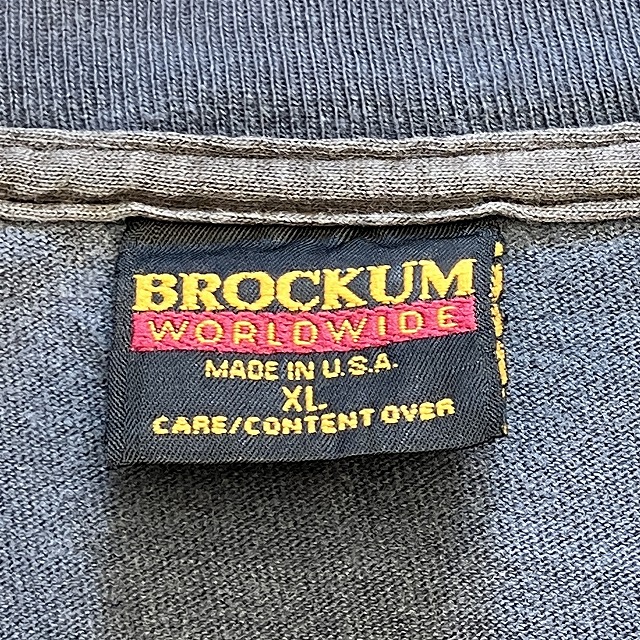 BROCKUM
WORLDWIDE
MADE IN U.S.A.
XL
CARE/CONTENT OVER